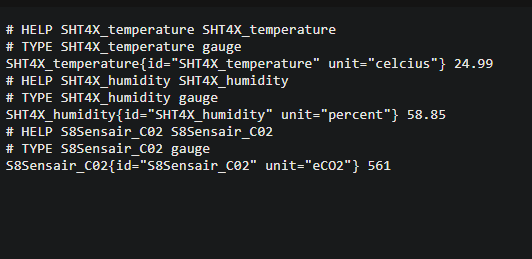 # HELP SHT4X_temperature SHT4X_temperature
# TYPE SHT4X_temperature gauge
SHT4X_temperature{id="SHT4X_temperature" unit="celcius"} 24.99
# HELP SHT4X_humidity SHT4X_humidity
# TYPE SHT4X_humidity gauge
SHT4X_humidity{id="SHT4X_humidity" unit="percent"} 58.85
# HELP S8Sensair_C02 S8Sensair_C02
# TYPE S8Sensair_C02 gauge
S8Sensair_C02{id="S8Sensair_C02" unit="eCO2"} 561